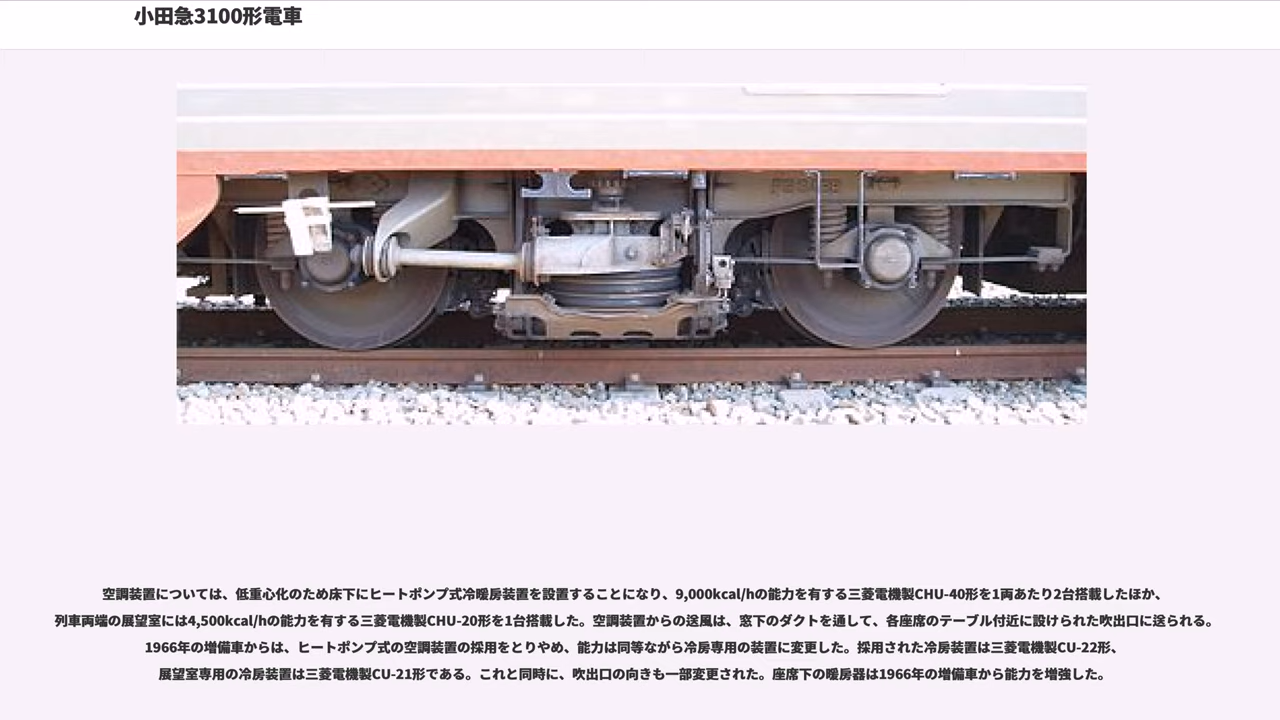 小田急3100形電車
空調装置については、低重心化のため床下にヒートポンプ式冷暖房装置を設置することになり、9,000kcal/hの能力を有する三菱電機製CHU-40形を1両あたり2台搭載したほか、
列車両端の展望室には4,500kcal/hの能力を有する三菱電機製CHU-20形を1台搭載した。空調装置からの送風は、窓下のダクトを通して、各座席のテーブル付近に設けられた吹出口に送られる。
1966年の増備車からは、ヒートポンプ式の空調装置の採用をとりやめ、能力は同等ながら冷房専用の装置に変更した。採用された冷房装置は三菱電機製CU-22形、
展望室専用の冷房装置は三菱電機製CU-21形である。これと同時に、吹出口の向きも一部変更された。座席下の暖房器は1966年の増備車から能力を増強した。